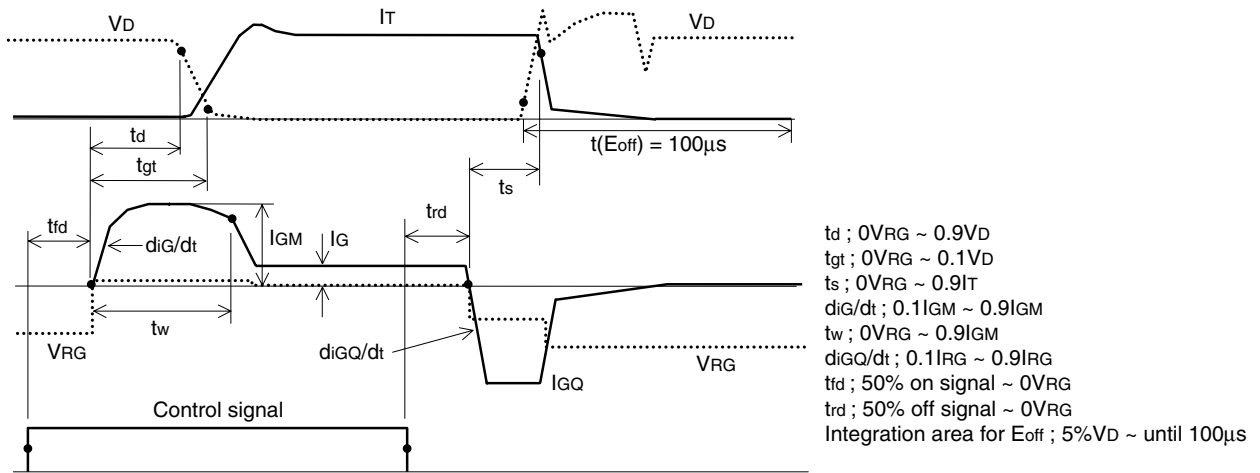 VD
IT
VD
td
tgt
t(Eoff) = 100µs
ts
tfd
trd
IGM
IG
diG/dt
tw
VRG
diGQ/dt
IGQ
VRG
Control signal
td ; 0VRG ~ 0.9VD
tgt ; 0VRG ~ 0.1VD
ts ; 0VRG ~ 0.9IT
diG/dt ; 0.1IGM ~ 0.9IGM
tw ; 0VRG ~ 0.9IGM
diGQ/dt ; 0.1IRG ~ 0.9IRG
tfd ; 50% on signal ~ 0VRG
trd ; 50% off signal ~ 0VRG
Integration area for Eoff ; 5%VD ~ until 100µs